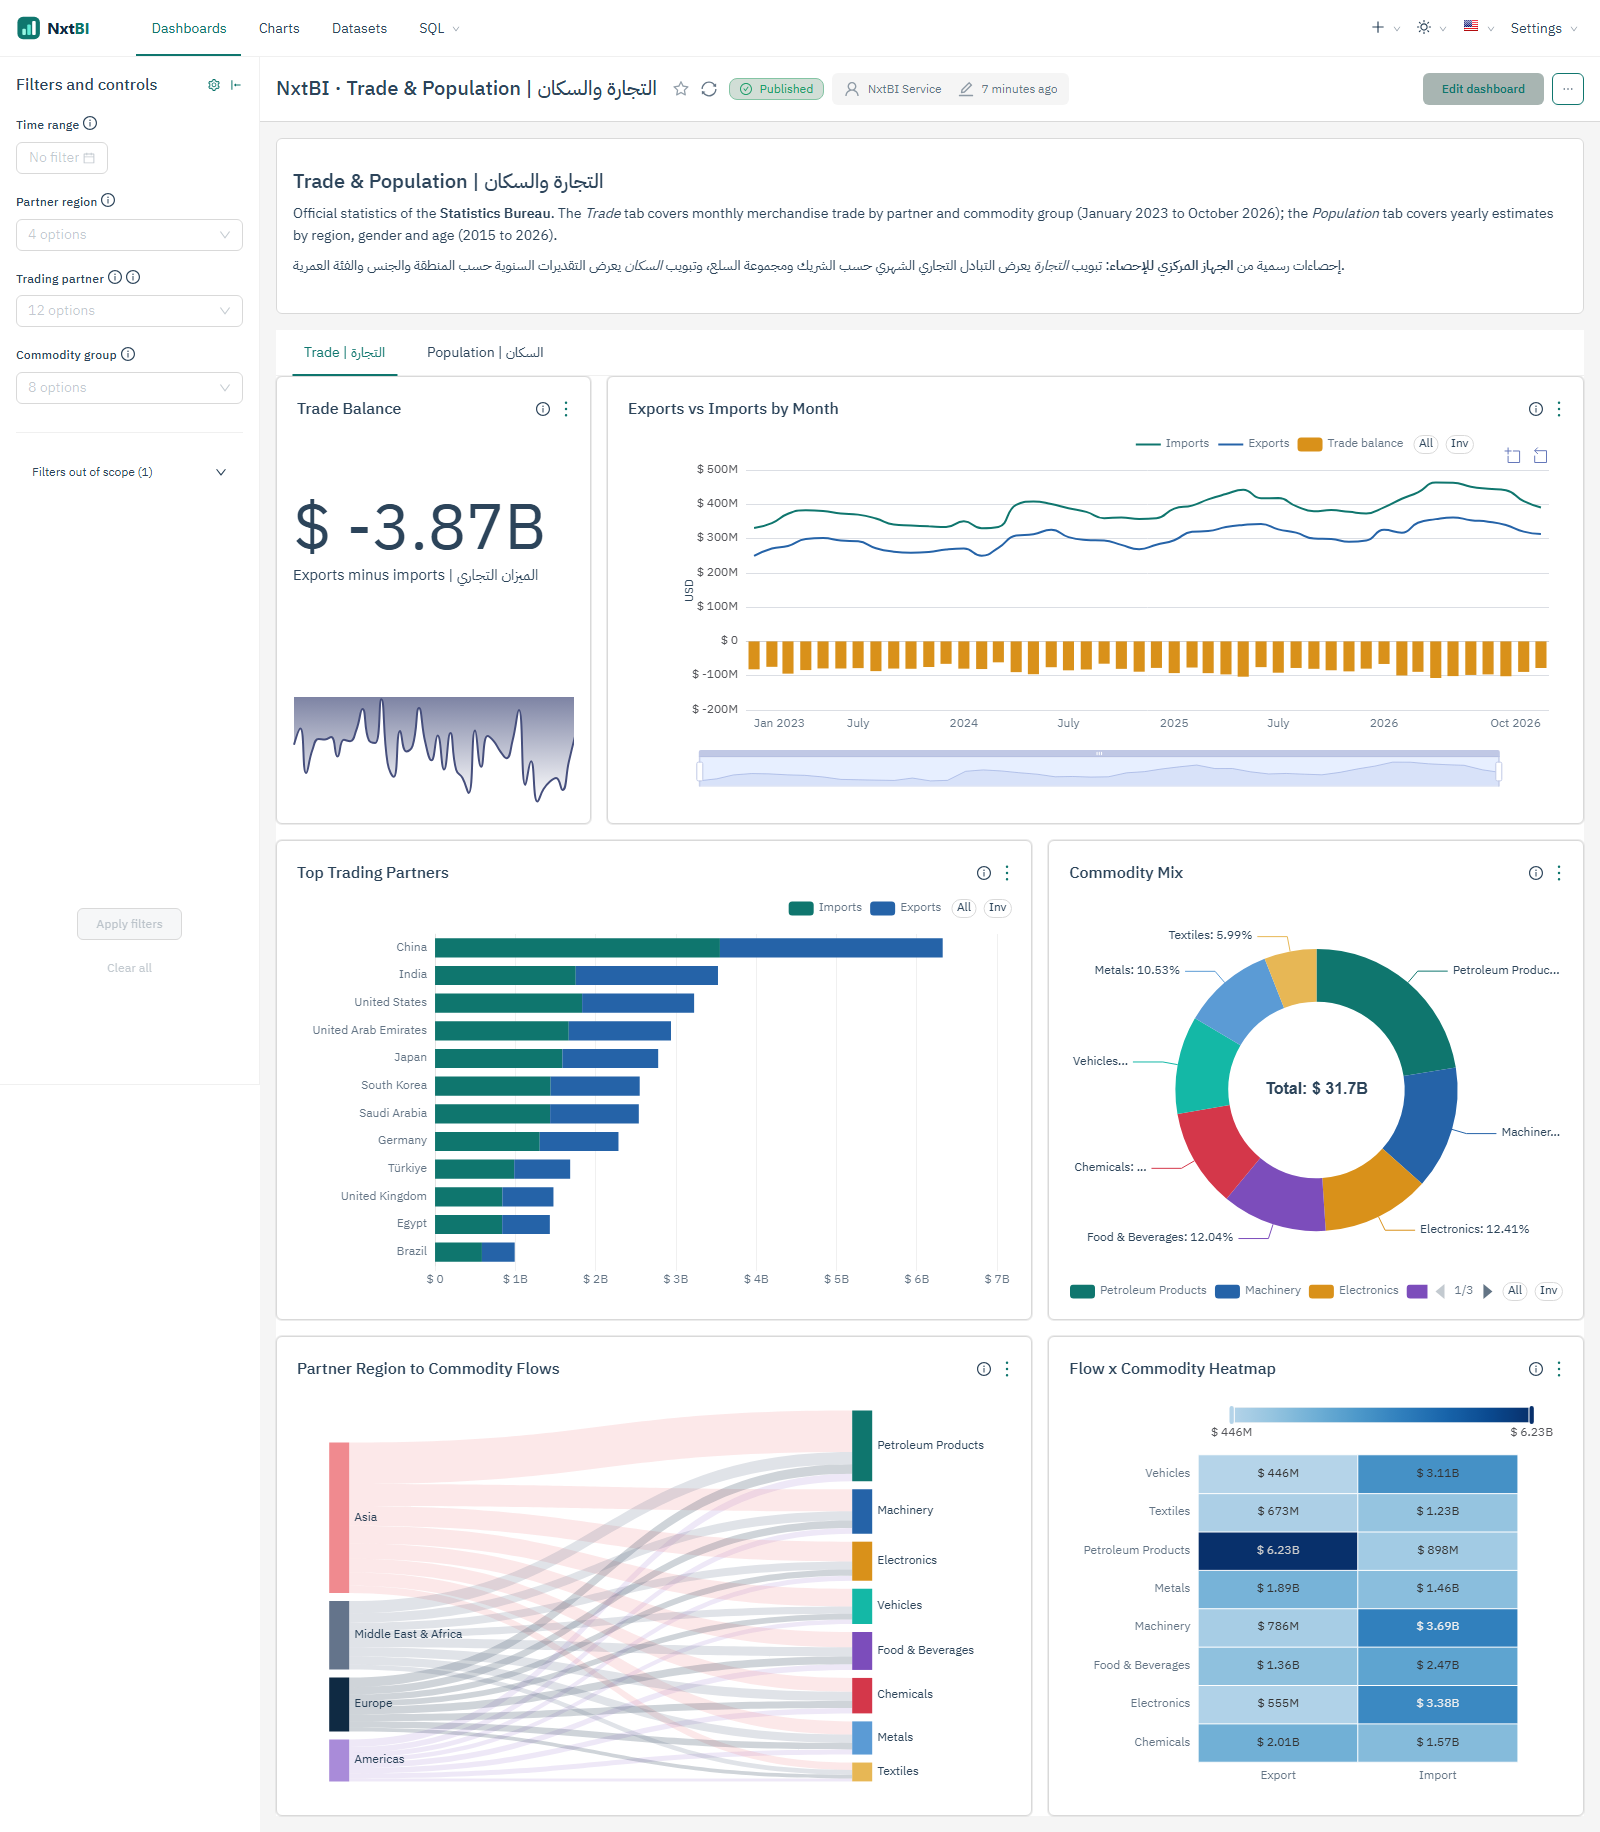 NxtBI
Dashboards
Charts
Datasets
SQL
Settings
Filters and controls
Time range
No filter
Partner region
4 options
Trading partner
12 options
Commodity group
8 options
Filters out of scope (1)
Apply filters
Clear all
NxtBI · Trade & Population | التجارة والسكان
Published
NxtBI Service
7 minutes ago
Edit dashboard
...
Trade & Population | التجارة والسكان
Official statistics of the Statistics Bureau. The Trade tab covers monthly merchandise trade by partner and commodity group (January 2023 to October 2026); the Population tab covers yearly estimates
by region, gender and age (2015 to 2026).
إحصاءات رسمية من الجهاز المركزي للإحصاء: تبويب التجارة يعرض التبادل التجاري الشهري حسب الشريك ومجموعة السلع، وتبويب السكان يعرض التقديرات السنوية حسب المنطقة والجنس والفئة العمرية.
Trade | التجارة
Population | السكان
Trade Balance
$ -3.87B
Exports minus imports | الميزان التجاري
Exports vs Imports by Month
Imports
Exports
Trade balance
All
Inv
$ 500M
$ 400M
$ 300M
$ 200M
$ 100M
$ 0
$ -100M
$ -200M
USD
Jan 2023
July
2024
July
2025
July
2026
Oct 2026
Top Trading Partners
Imports
Exports
All
Inv
China
India
United States
United Arab Emirates
Japan
South Korea
Saudi Arabia
Germany
Türkiye
United Kingdom
Egypt
Brazil
$ 0
$ 1B
$ 2B
$ 3B
$ 4B
$ 5B
$ 6B
$ 7B
Commodity Mix
Textiles: 5.99%
Metals: 10.53%
Petroleum Produc...
Vehicles...
Total: $ 31.7B
Machiner...
Chemicals: ...
Food & Beverages: 12.04%
Electronics: 12.41%
Petroleum Products
Machinery
Electronics
1/3
All
Inv
Partner Region to Commodity Flows
Asia
Middle East & Africa
Europe
Americas
Petroleum Products
Machinery
Electronics
Vehicles
Food & Beverages
Chemicals
Metals
Textiles
Flow x Commodity Heatmap
$ 446M
$ 6.23B
Vehicles $ 446M $ 3.11B
Textiles $ 673M $ 1.23B
Petroleum Products $ 6.23B $ 898M
Metals $ 1.89B $ 1.46B
Machinery $ 786M $ 3.69B
Food & Beverages $ 1.36B $ 2.47B
Electronics $ 555M $ 3.38B
Chemicals $ 2.01B $ 1.57B
Export
Import